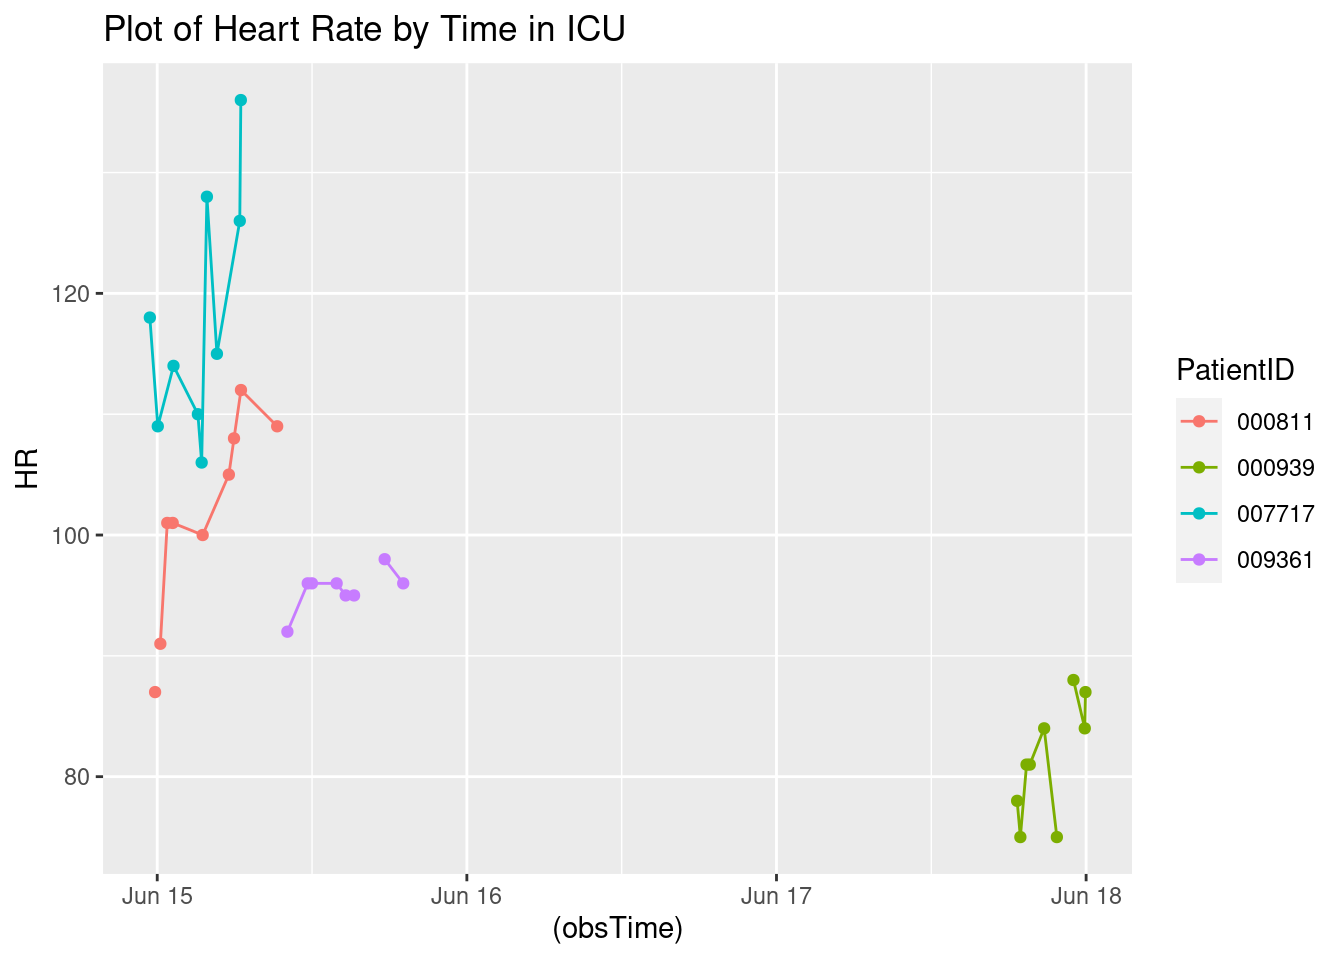 Plot of Heart Rate by Time in ICU
HR
120
100
80
Jun 15
Jun 16
Jun 17
Jun 18
(obsTime)
PatientID
000811
000939
007717
009361